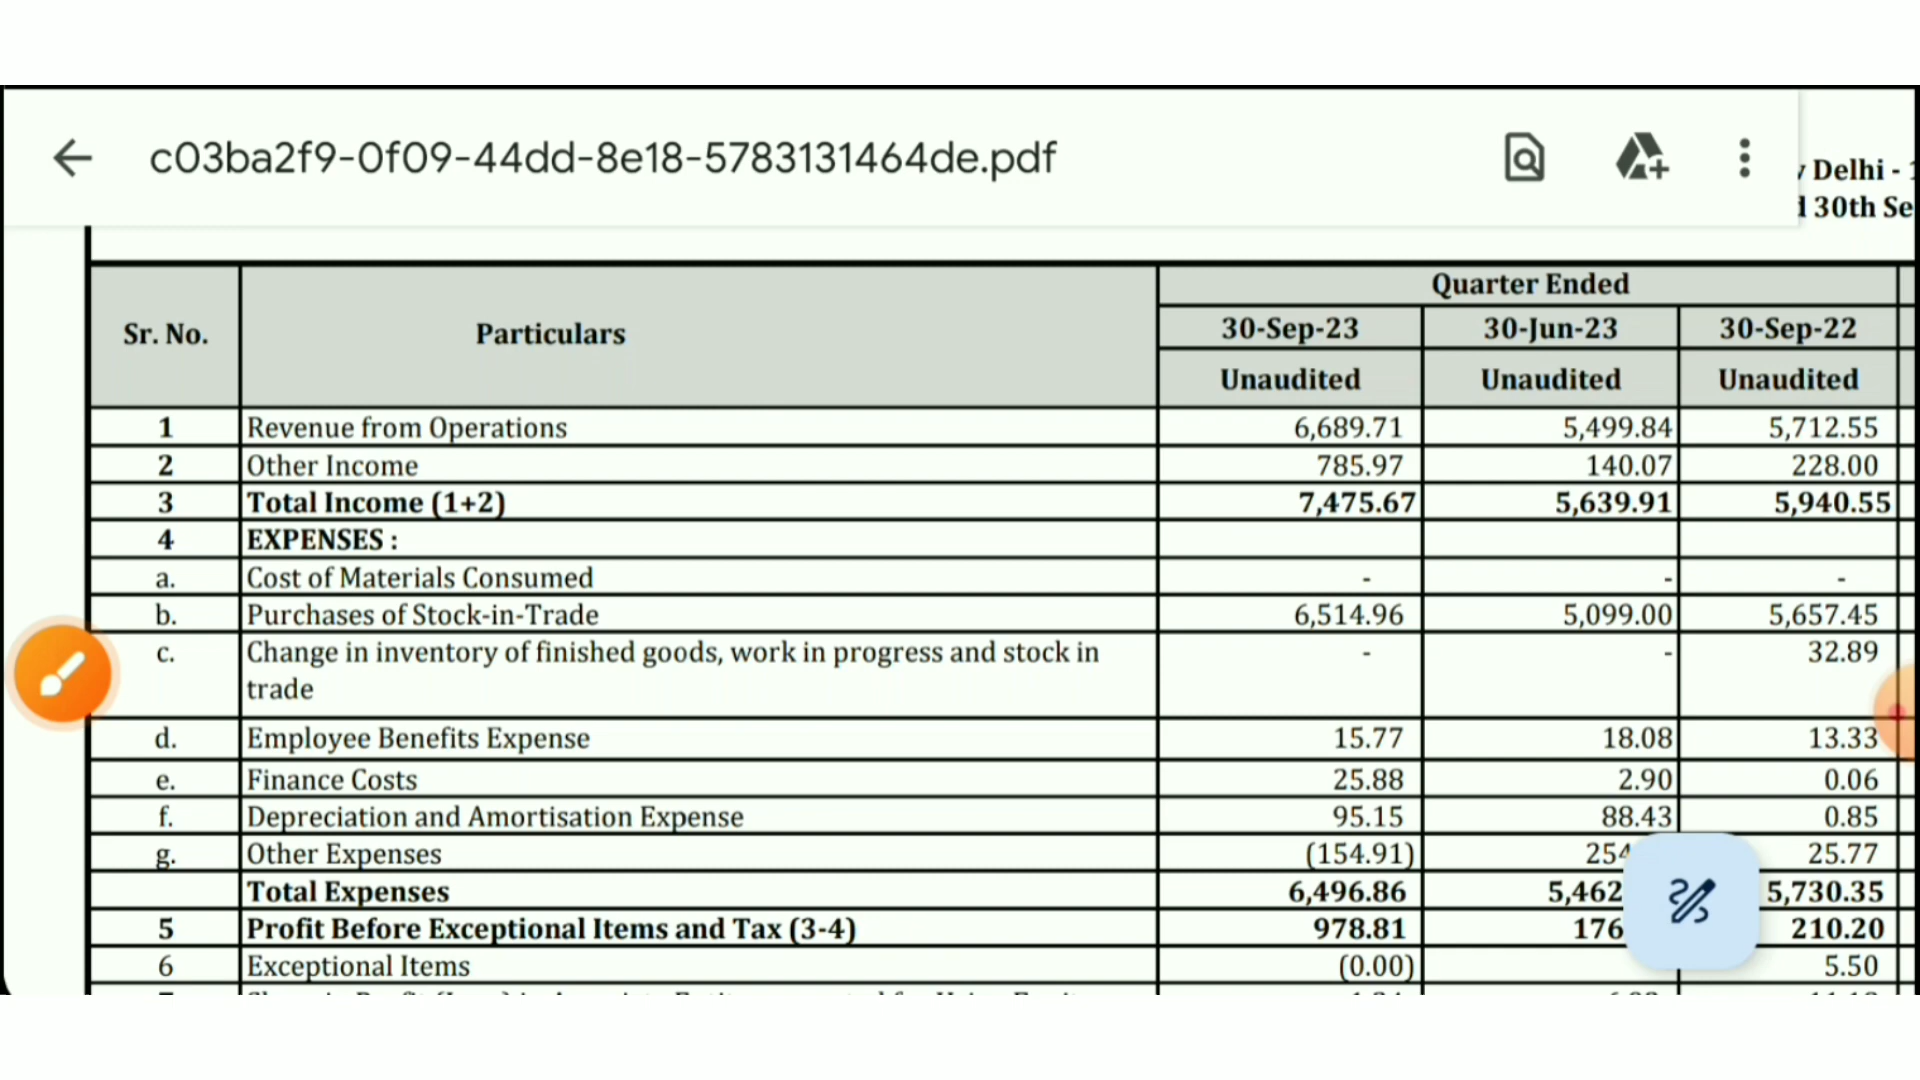 c03ba2f9-0f09-44dd-8e18-5783131464de.pdf
Delhi -
30th Se
Quarter Ended
Sr. No. Particulars 30-Sep-23 30-Jun-23 30-Sep-22
Unaudited Unaudited Unaudited
1 Revenue from Operations 6,689.71 5,499.84 5,712.55
2 Other Income 785.97 140.07 228.00
3 Total Income (1+2) 7,475.67 5,639.91 5,940.55
4 EXPENSES :
a. Cost of Materials Consumed - - -
b. Purchases of Stock-in-Trade 6,514.96 5,099.00 5,657.45
c. Change in inventory of finished goods, work in progress and stock in - - 32.89
trade
d. Employee Benefits Expense 15.77 18.08 13.33
e. Finance Costs 25.88 2.90 0.06
f. Depreciation and Amortisation Expense 95.15 88.43 0.85
g. Other Expenses (154.91) 254 25.77
Total Expenses 6,496.86 5,462 5,730.35
5 Profit Before Exceptional Items and Tax (3-4) 978.81 176 210.20
6 Exceptional Items (0.00) 5.50